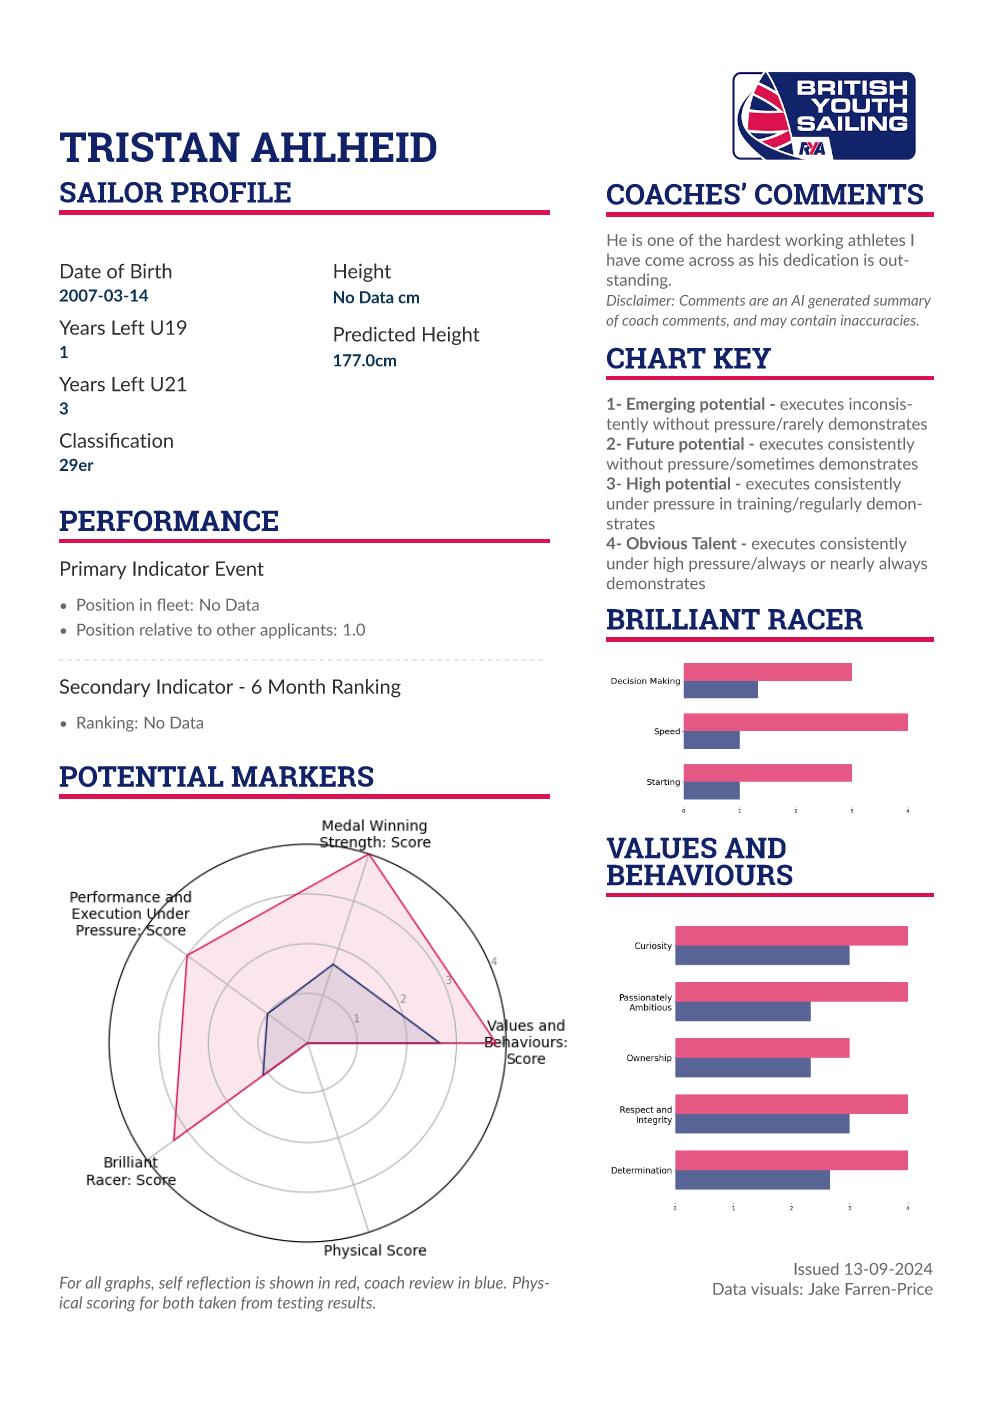 BRITISH
YOUTH
SAILING
RYA
TRISTAN AHLHEID
SAILOR PROFILE
Date of Birth
2007-03-14
Years Left U19
1
Years Left U21
3
Classification
29er
Height
No Data cm
Predicted Height
177.0cm
PERFORMANCE
Primary Indicator Event
• Position in fleet: No Data
• Position relative to other applicants: 1.0
Secondary Indicator - 6 Month Ranking
• Ranking: No Data
POTENTIAL MARKERS
Medal Winning
Strength: Score
Performance and
Execution Under
Pressure: Score
4
3
2
1
Values and
Behaviours:
Score
Brilliant
Racer: Score
Physical Score
For all graphs, self reflection is shown in red, coach review in blue. Phys-
ical scoring for both taken from testing results.
COACHES' COMMENTS
He is one of the hardest working athletes I
have come across as his dedication is out-
standing.
Disclaimer: Comments are an AI generated summary
of coach comments, and may contain inaccuracies.
CHART KEY
1- Emerging potential - executes inconsis-
tently without pressure/rarely demonstrates
2- Future potential - executes consistently
without pressure/sometimes demonstrates
3- High potential - executes consistently
under pressure in training/regularly demon-
strates
4- Obvious Talent - executes consistently
under high pressure/always or nearly always
demonstrates
BRILLIANT RACER
Decision Making
Speed
Starting
0 1 2 3 4
VALUES AND
BEHAVIOURS
Curiosity
Passionately
Ambitious
Ownership
Respect and
Integrity
Determination
0 1 2 3 4
Issued 13-09-2024
Data visuals: Jake Farren-Price